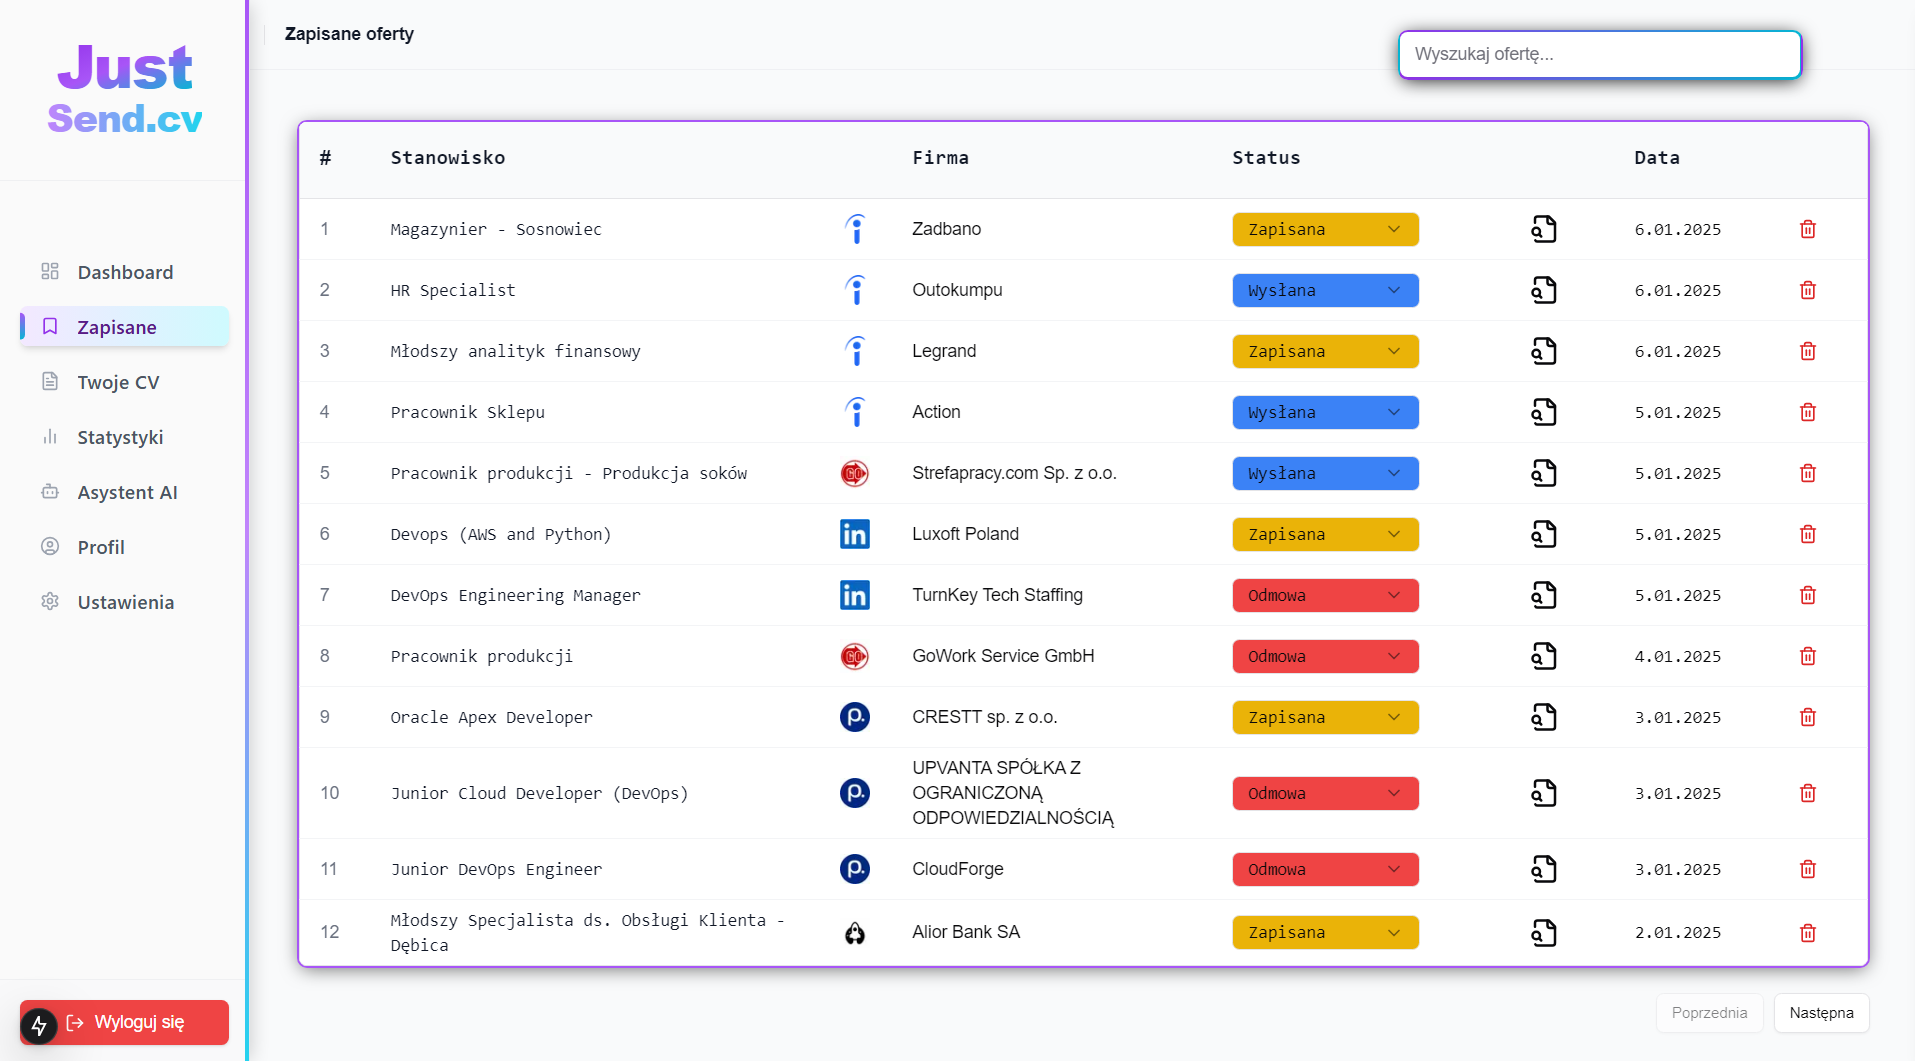 Just
Send.cv
Dashboard
Zapisane
Twoje CV
Statystyki
Asystent AI
Profil
Ustawienia
Wyloguj się
Zapisane oferty
Wyszukaj ofertę...
# Stanowisko Firma Status Data
1 Magazynier - Sosnowiec Zadbano Zapisana 6.01.2025
2 HR Specialist Outokumpu Wysłana 6.01.2025
3 Młodszy analityk finansowy Legrand Zapisana 6.01.2025
4 Pracownik Sklepu Action Wysłana 5.01.2025
5 Pracownik produkcji - Produkcja soków GO Strefapracy.com Sp. z o.o. Wysłana 5.01.2025
6 Devops (AWS and Python) in Luxoft Poland Zapisana 5.01.2025
7 DevOps Engineering Manager in TurnKey Tech Staffing Odmowa 5.01.2025
8 Pracownik produkcji GO GoWork Service GmbH Odmowa 4.01.2025
9 Oracle Apex Developer p. CRESTT sp. z o.o. Zapisana 3.01.2025
10 Junior Cloud Developer (DevOps) p. UPVANTA SPÓŁKA Z
OGRANICZONĄ
ODPOWIEDZIALNOŚCIĄ Odmowa 3.01.2025
11 Junior DevOps Engineer p. CloudForge Odmowa 3.01.2025
12 Młodszy Specjalista ds. Obsługi Klienta -
Dębica Alior Bank SA Zapisana 2.01.2025
Poprzednia Następna